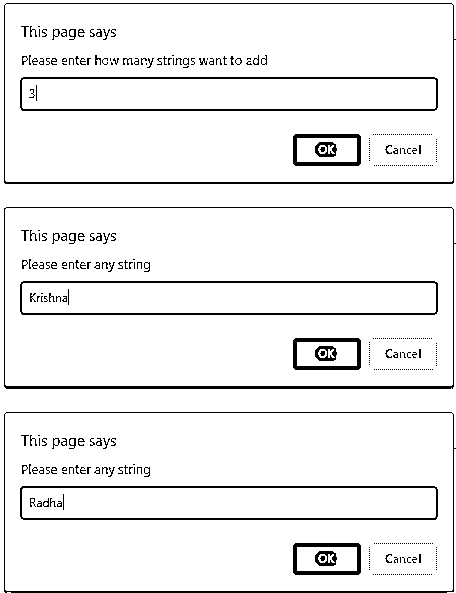 This page says
Please enter how many strings want to add
3
OK Cancel
This page says
Please enter any string
Krishna
OK Cancel
This page says
Please enter any string
Radha
OK Cancel